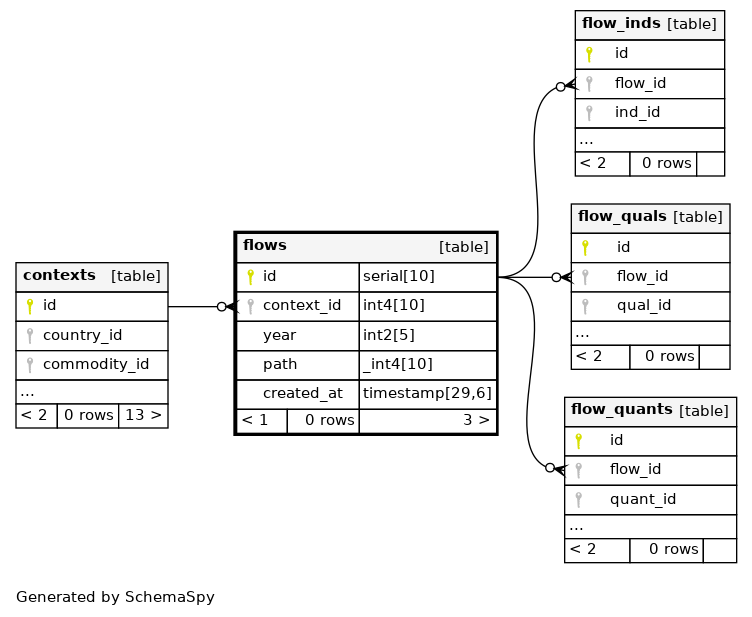 flow_inds [table]
id
flow_id
ind_id
...
< 2 0 rows
flow_quals [table]
id
flow_id
qual_id
...
< 2 0 rows
flows [table]
id serial[10]
context_id int4[10]
year int2[5]
path _int4[10]
created_at timestamp[29,6]
< 1 0 rows 3 >
contexts [table]
id
country_id
commodity_id
...
< 2 0 rows 13 >
flow_quants [table]
id
flow_id
quant_id
...
< 2 0 rows
Generated by SchemaSpy